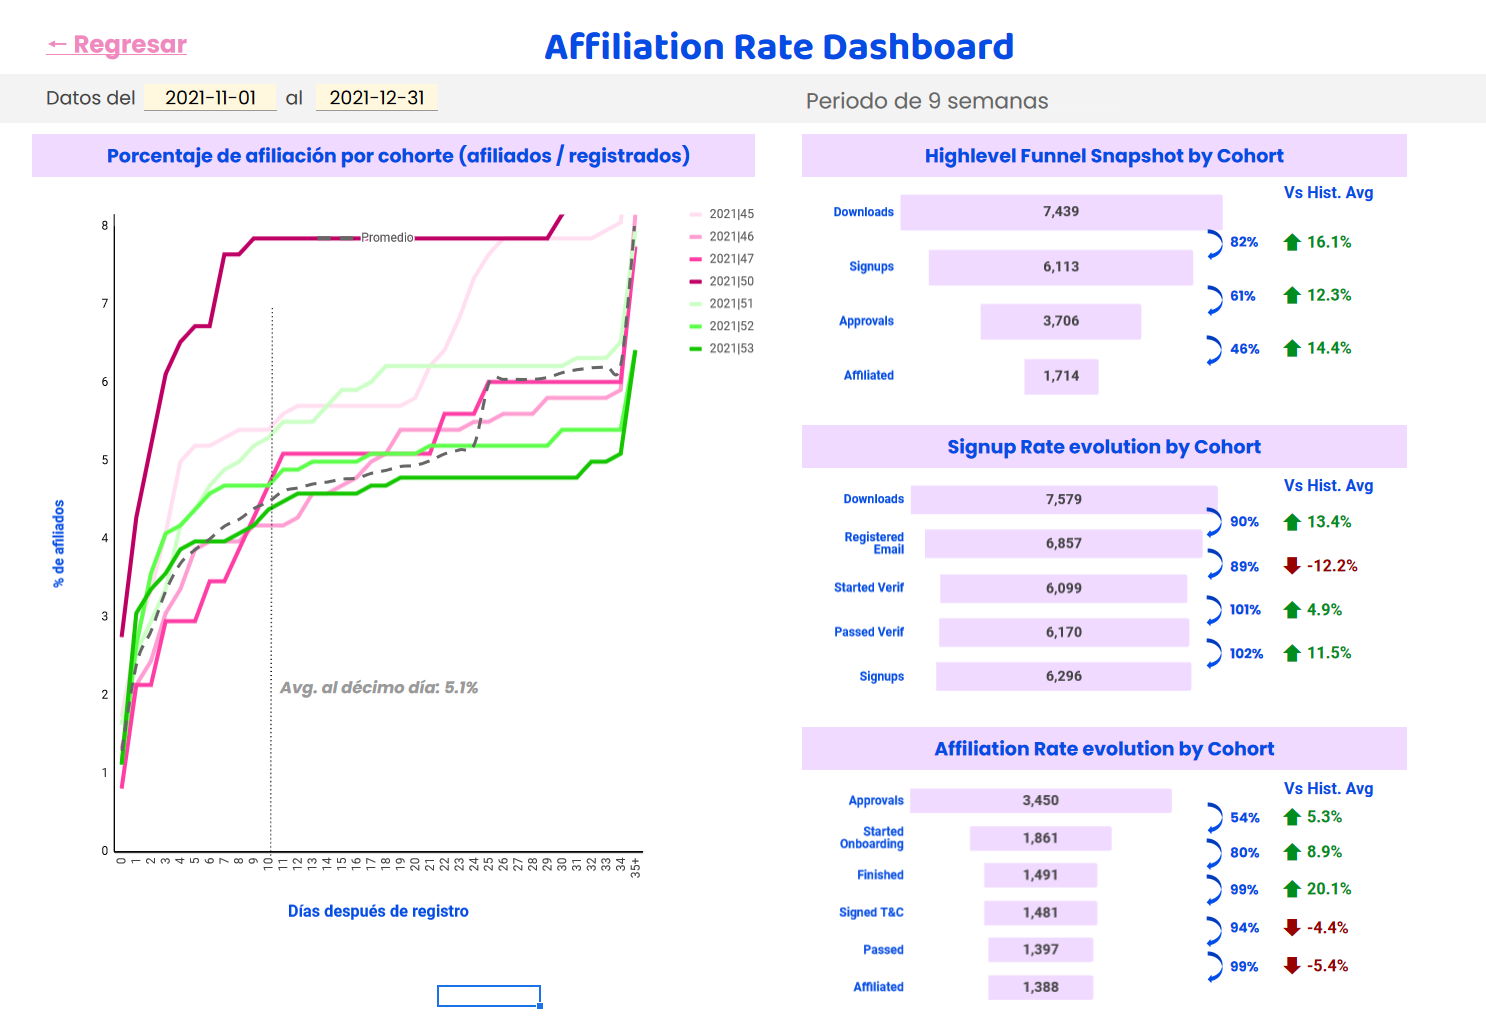 ← Regresar
Affiliation Rate Dashboard
Datos del 2021-11-01 al 2021-12-31
Periodo de 9 semanas
Porcentaje de afiliación por cohorte (afiliados / registrados)
8
7
6
5
4
3
2
1
0
% de afiliados
Promedio
Avg. al décimo día: 5.1%
0 1 2 3 4 5 6 7 8 9 10 11 12 13 14 15 16 17 18 19 20 21 22 23 24 25 26 27 28 29 30 31 32 33 34 35+
Días después de registro
2021|45
2021|46
2021|47
2021|50
2021|51
2021|52
2021|53
Highlevel Funnel Snapshot by Cohort
Vs Hist. Avg
Downloads 7,439
82% 16.1%
Signups 6,113
61% 12.3%
Approvals 3,706
46% 14.4%
Affiliated 1,714
Signup Rate evolution by Cohort
Vs Hist. Avg
Downloads 7,579
90% 13.4%
Registered
Email 6,857
89% -12.2%
Started Verif 6,099
101% 4.9%
Passed Verif 6,170
102% 11.5%
Signups 6,296
Affiliation Rate evolution by Cohort
Vs Hist. Avg
Approvals 3,450
54% 5.3%
Started
Onboarding 1,861
80% 8.9%
Finished 1,491
99% 20.1%
Signed T&C 1,481
94% -4.4%
Passed 1,397
99% -5.4%
Affiliated 1,388